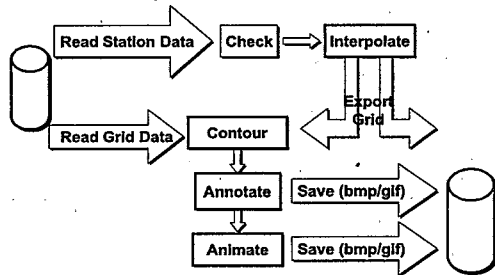 Read Station Data
Check
Interpolate
Export
Grid
Read Grid Data
Contour
Annotate
Save (bmp/gif)
Animate
Save (bmp/gif)